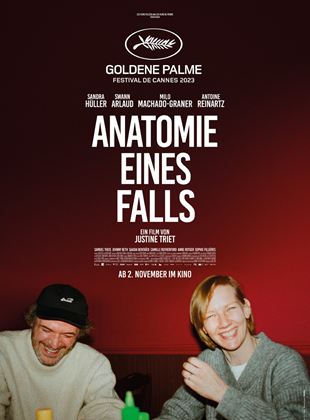 GOLDENE PALME
FESTIVAL DE CANNES 2023
SANDRA SWANN MILO ANTOINE
HÜLLER ARLAUD MACHADO-GRANER REINARTZ
ANATOMIE
EINES
FALLS
EIN FILM VON
JUSTINE TRIET
AB 2. NOVEMBER IM KINO